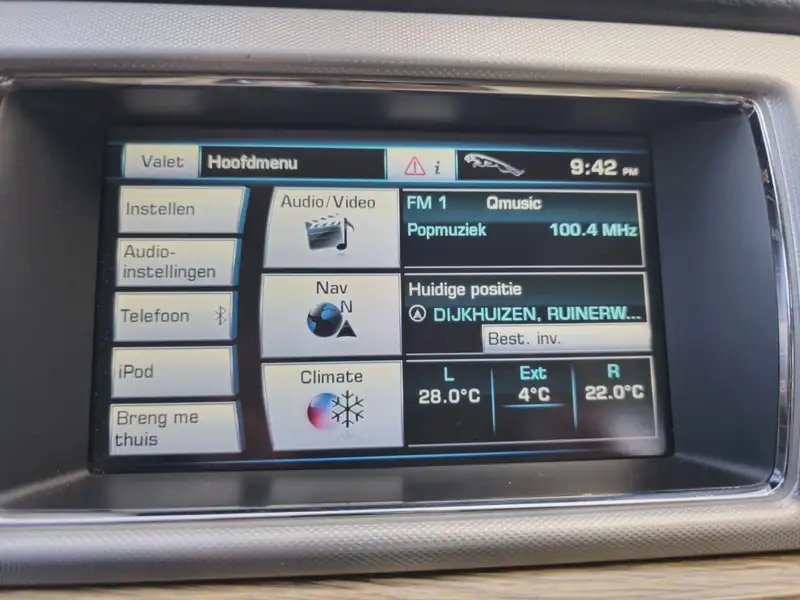 Valet
Hoofdmenu
i
9:42 PM
Instellen
Audio-
instellingen
Telefoon
iPod
Breng me
thuis
Audio/Video
Nav
N
Climate
FM 1 Qmusic
Popmuziek 100.4 MHz
Huidige positie
DIJKHUIZEN, RUINERW...
Best. inv.
L Ext R
28.0°C 4°C 22.0°C